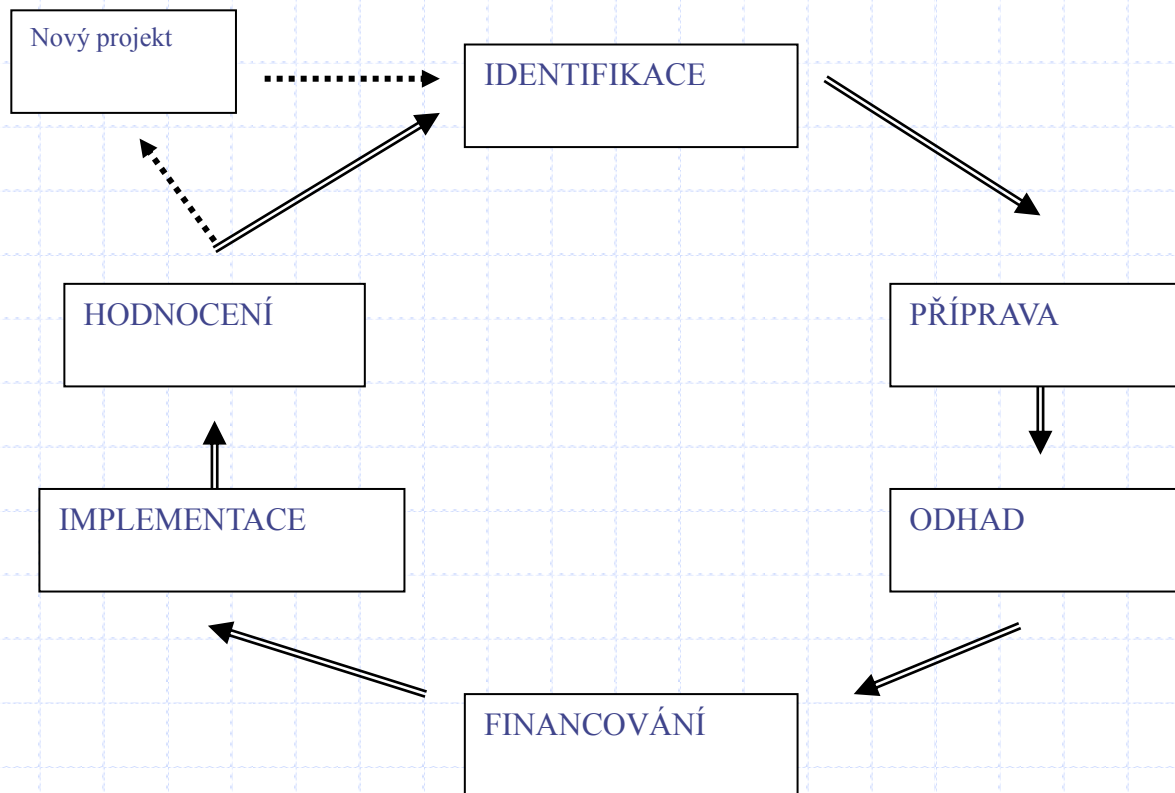 Nový projekt
IDENTIFIKACE
HODNOCENÍ
PŘÍPRAVA
IMPLEMENTACE
ODHAD
FINANCOVÁNÍ